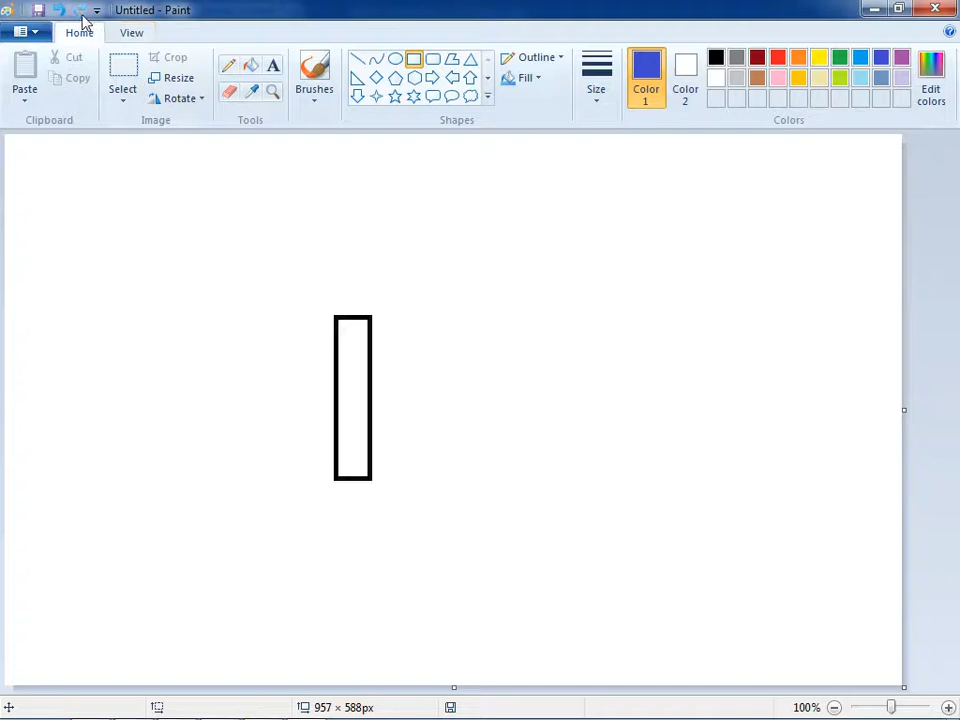 Untitled - Paint
Home View
Paste
Cut
Copy
Clipboard
Select
Crop
Resize
Rotate
Image
A
Tools
Brushes
Outline
Fill
Shapes
Size
Color 1
Color 2
Edit colors
Colors
957 × 588px
100%